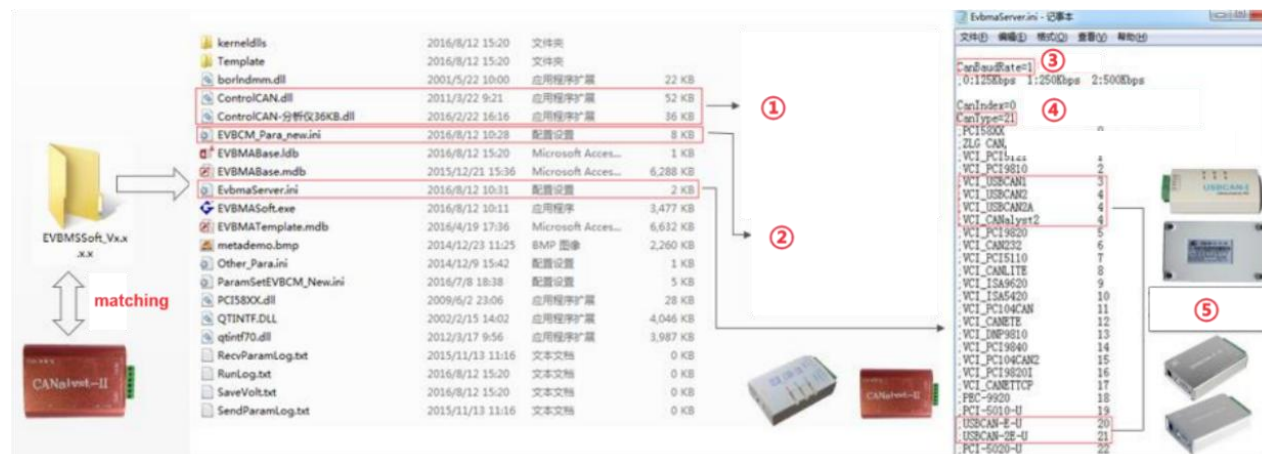 EVBMSSoft_Vx.x
.x.x
matching
CANalyst-II
kerneldlls 2016/8/12 15:20 文件夹
Template 2016/8/12 15:20 文件夹
borlndmm.dll 2001/5/22 10:00 应用程序扩展 22 KB
ControlCAN.dll 2011/3/22 9:21 应用程序扩展 52 KB
ControlCAN-分析仪36KB.dll 2016/2/22 16:16 应用程序扩展 36 KB
EVBCM_Para_new.ini 2016/8/12 10:28 配置设置 8 KB
EVBMABase.ldb 2016/8/12 15:20 Microsoft Acces... 1 KB
EVBMABase.mdb 2015/12/21 15:36 Microsoft Acces... 6,288 KB
EvbmaServer.ini 2016/8/12 10:31 配置设置 2 KB
EVBMASoft.exe 2016/8/12 10:11 应用程序 3,477 KB
EVBMATemplate.mdb 2016/4/19 17:36 Microsoft Acces... 6,632 KB
metademo.bmp 2014/12/23 11:25 BMP 图像 2,260 KB
Other_Para.ini 2014/12/9 15:42 配置设置 1 KB
ParamSetEVBCM_New.ini 2016/7/8 18:38 配置设置 5 KB
PCI58XX.dll 2009/6/2 23:06 应用程序扩展 28 KB
QTINTF.DLL 2002/2/15 14:02 应用程序扩展 4,046 KB
qtintf70.dll 2012/3/17 9:56 应用程序扩展 3,987 KB
RecvParamLog.txt 2015/11/13 11:16 文本文档 0 KB
RunLog.txt 2016/8/12 15:20 文本文档 0 KB
SaveVolt.txt 2016/8/12 15:20 文本文档 0 KB
SendParamLog.txt 2015/11/13 11:16 文本文档 0 KB
①
②
CANalyst-II
EvbmaServer.ini - 记事本
文件(F) 编辑(E) 格式(O) 查看(V) 帮助(H)
CanBaudRate=1 ③
;0:125Kbps 1:250Kbps 2:500Kbps
CanIndex=0
CanType=21 ④
;PCI58XX 0
;ZLG CAN,
;VCI_PCI5121 1
;VCI_PCI9810 2
;VCI_USBCAN1 3
;VCI_USBCAN2 4
;VCI_USBCAN2A 4
;VCI_CANalyst2 4
;VCI_PCI9820 5
;VCI_CAN232 6
;VCI_PCI5110 7
;VCI_CANLITE 8
;VCI_ISA9620 9
;VCI_ISA5420 10
;VCI_PC104CAN 11
;VCI_CANETE 12
;VCI_DNP9810 13
;VCI_PCI9840 14
;VCI_PC104CAN2 15
;VCI_PCI9820I 16
;VCI_CANETTCP 17
;PEC-9920 18
;PCI-5010-U 19
;USBCAN-E-U 20
;USBCAN-2E-U 21
;PCI-5020-U 22
USBCAN-I
⑤